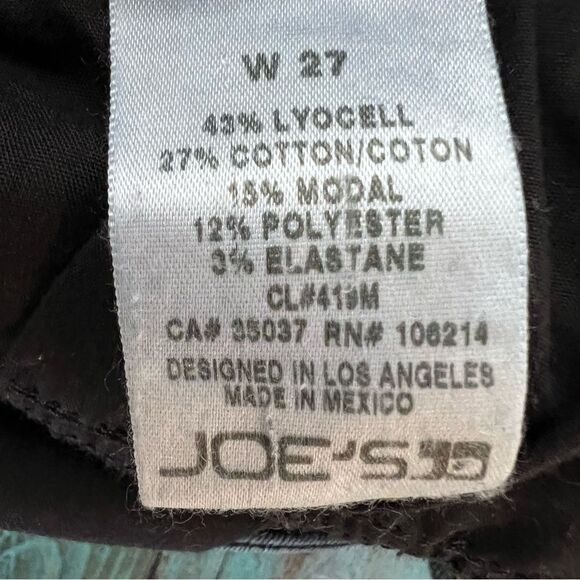 W 27
43% LYOCELL
27% COTTON/COTON
15% MODAL
12% POLYESTER
3% ELASTANE
CL#419M
CA# 35037 RN# 106214
DESIGNED IN LOS ANGELES
MADE IN MEXICO
JOE'S